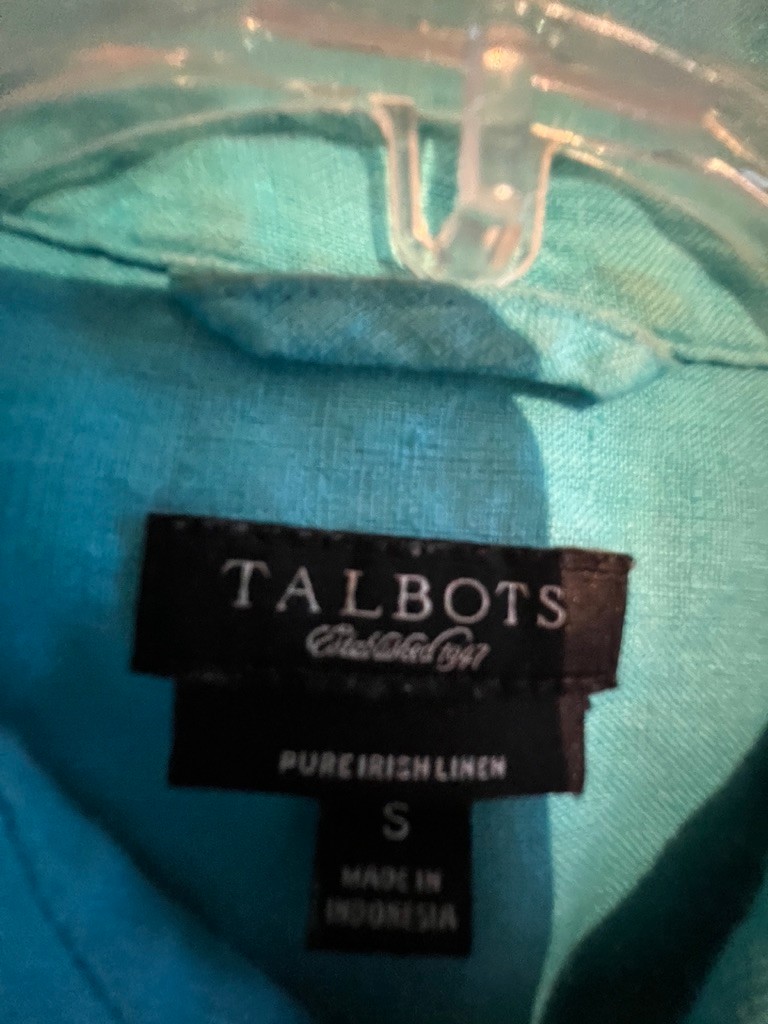 TALBOTS
Established 1947
PURE IRISH LINEN
S
MADE IN
INDONESIA